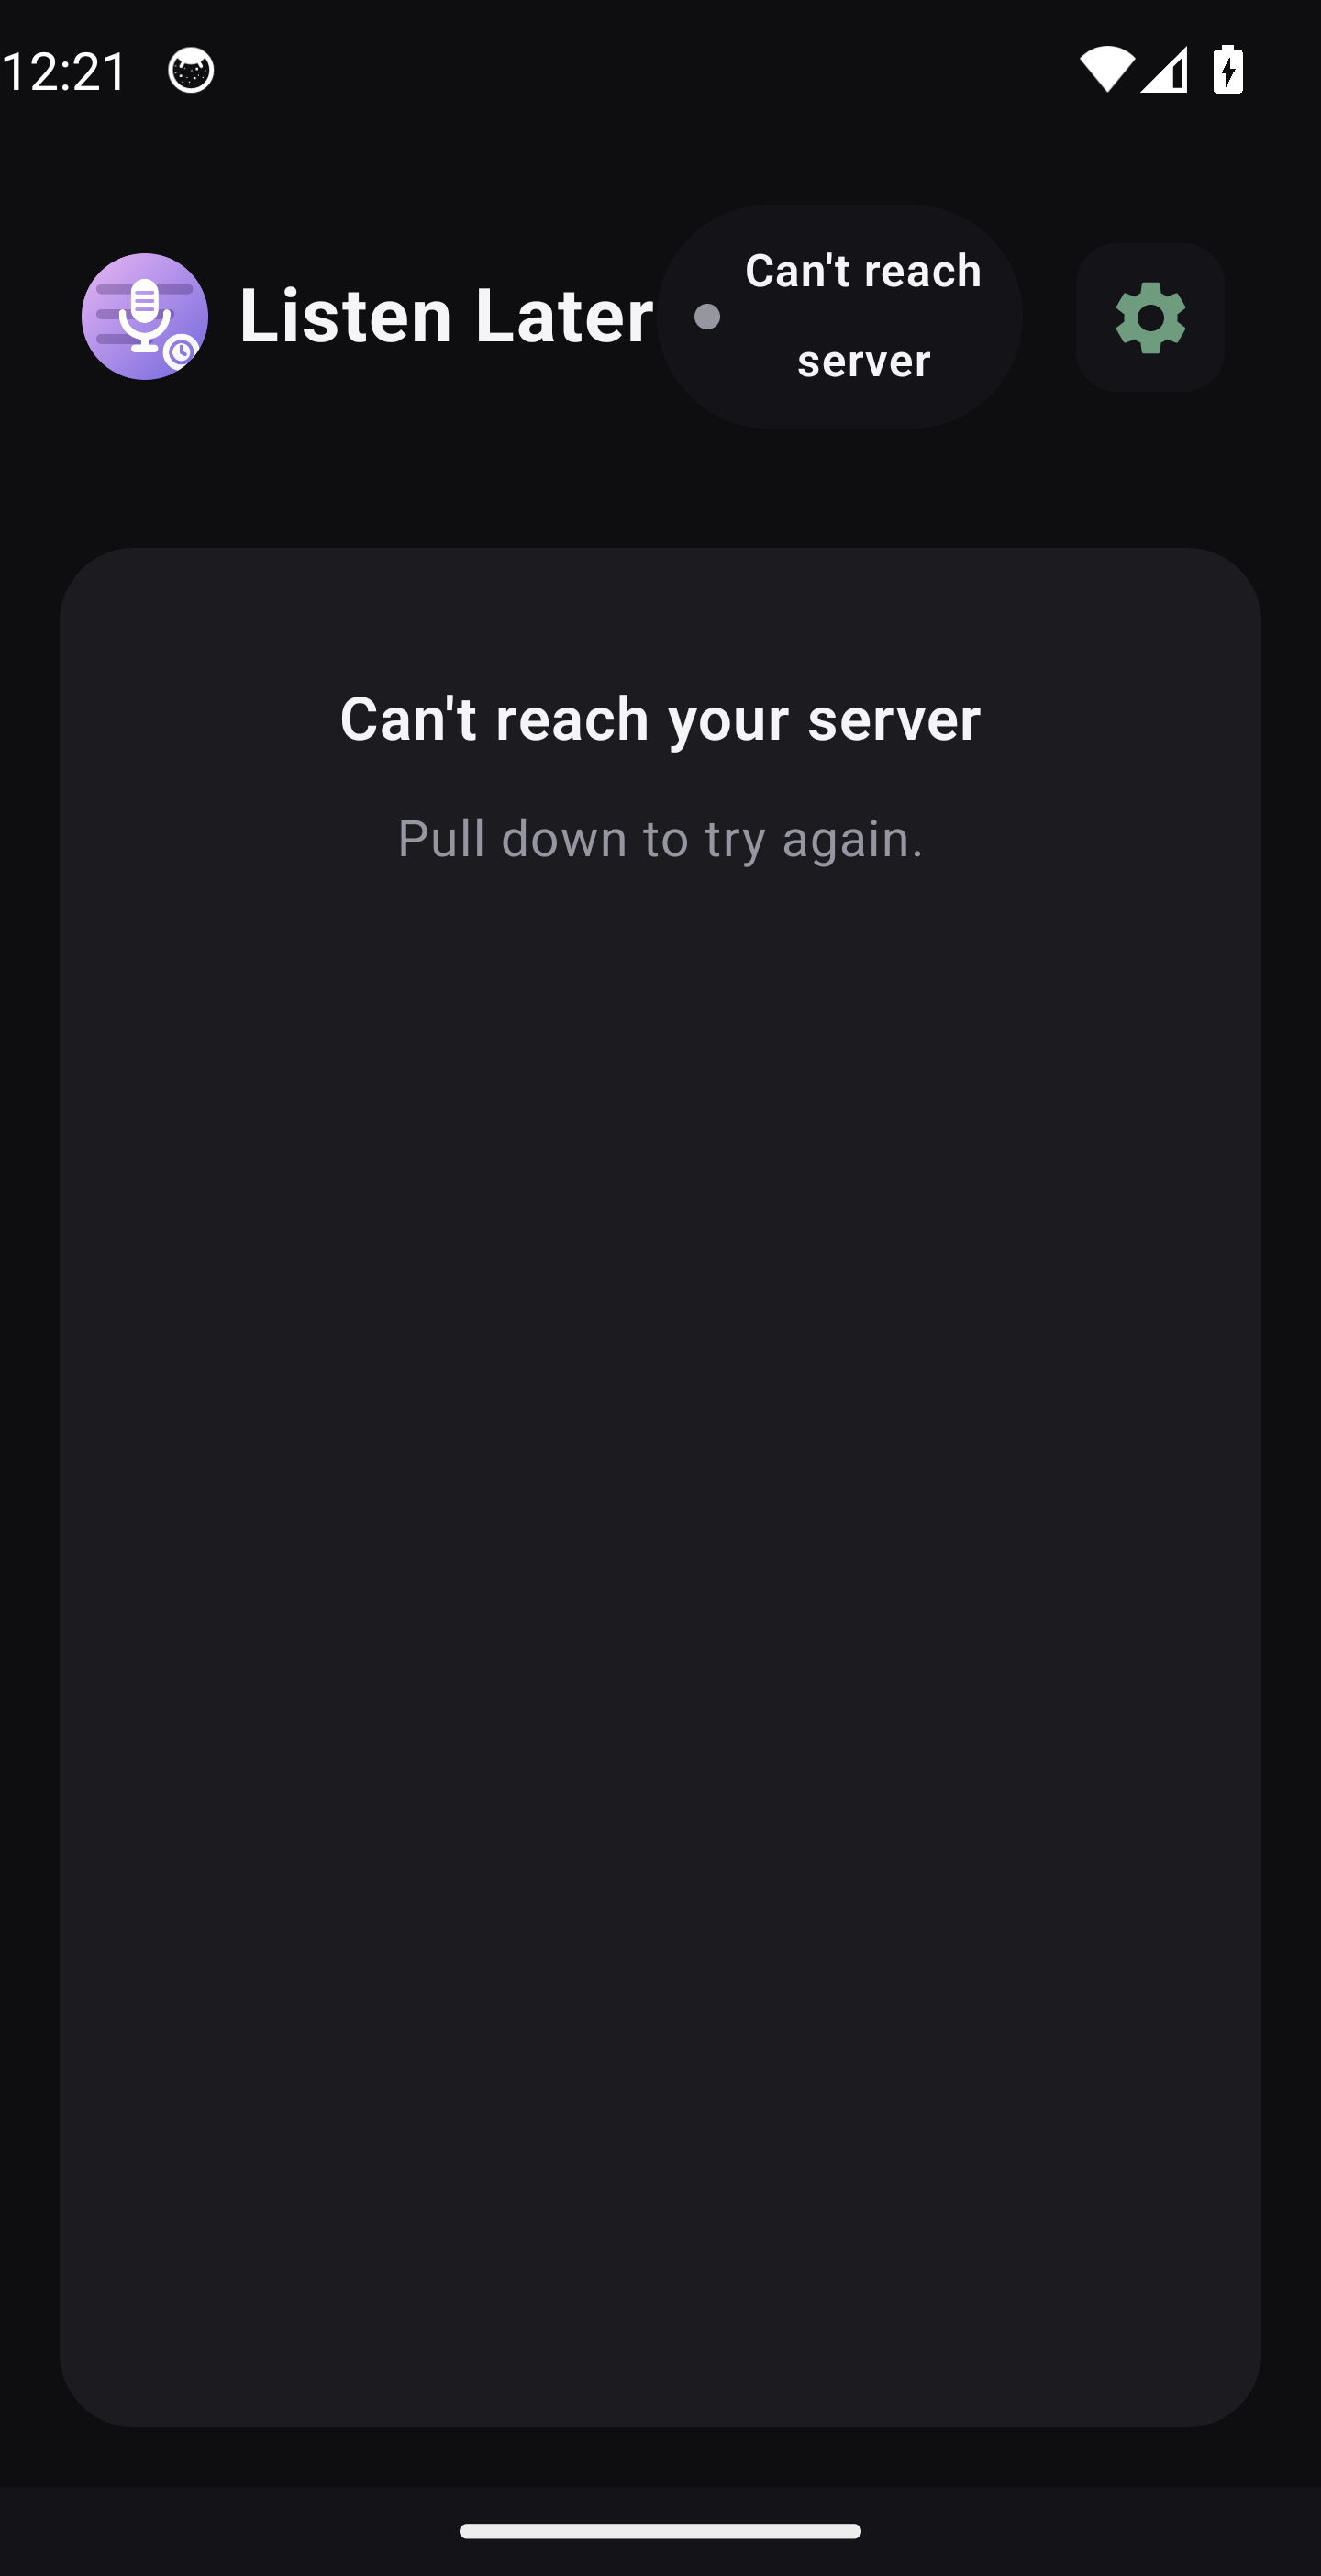 12:21
Listen Later
Can't reach
server
Can't reach your server
Pull down to try again.